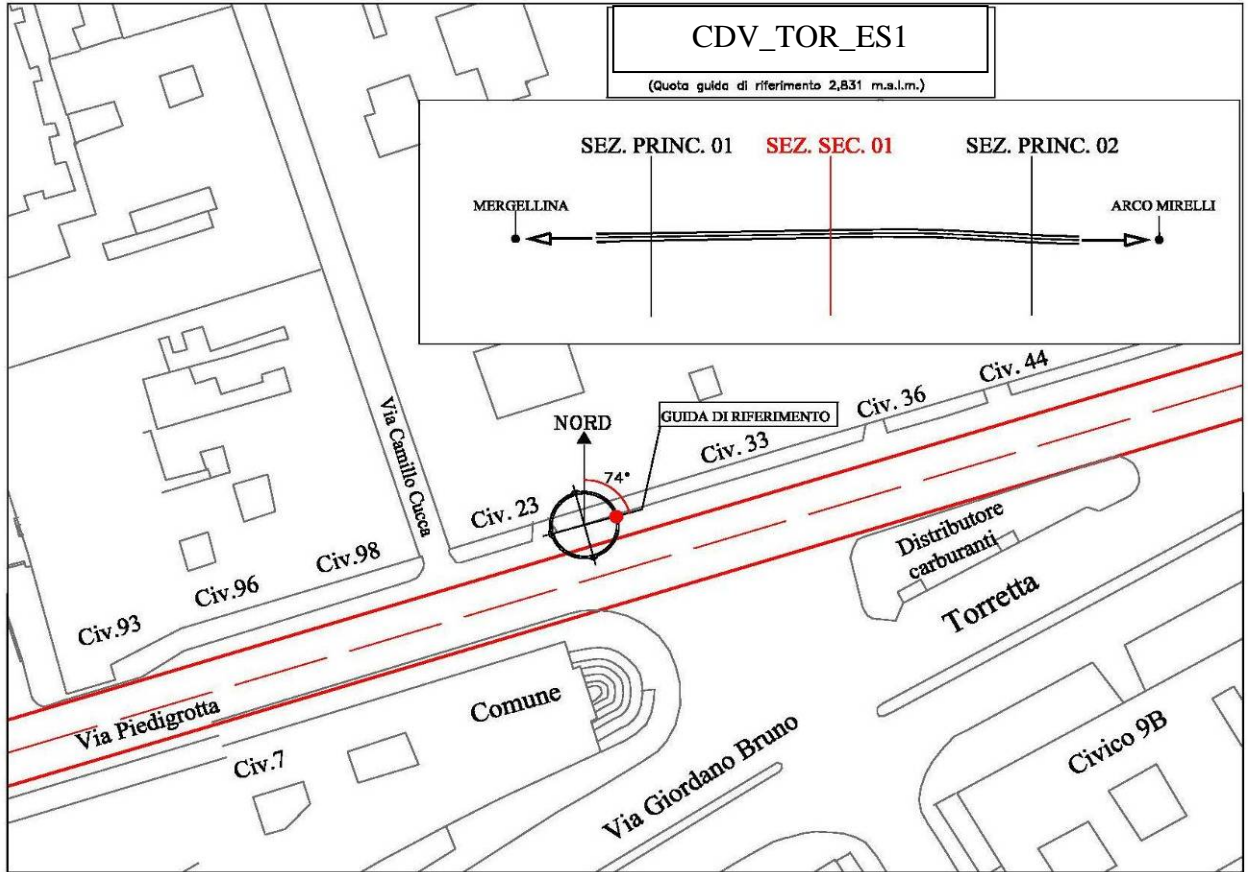 CDV_TOR_ES1
(Quota guida di riferimento 2,831 m.s.l.m.)
SEZ. PRINC. 01
SEZ. SEC. 01
SEZ. PRINC. 02
MERGELLINA
ARCO MIRELLI
Civ. 44
Civ. 36
GUIDA DI RIFERIMENTO
NORD
Civ. 33
74°
Via Camillo Cucca
Civ. 23
Civ.98
Civ.96
Civ.93
Distributore
carburanti
Torretta
Comune
Via Piedigrotta
Civ.7
Via Giordano Bruno
Civico 9B